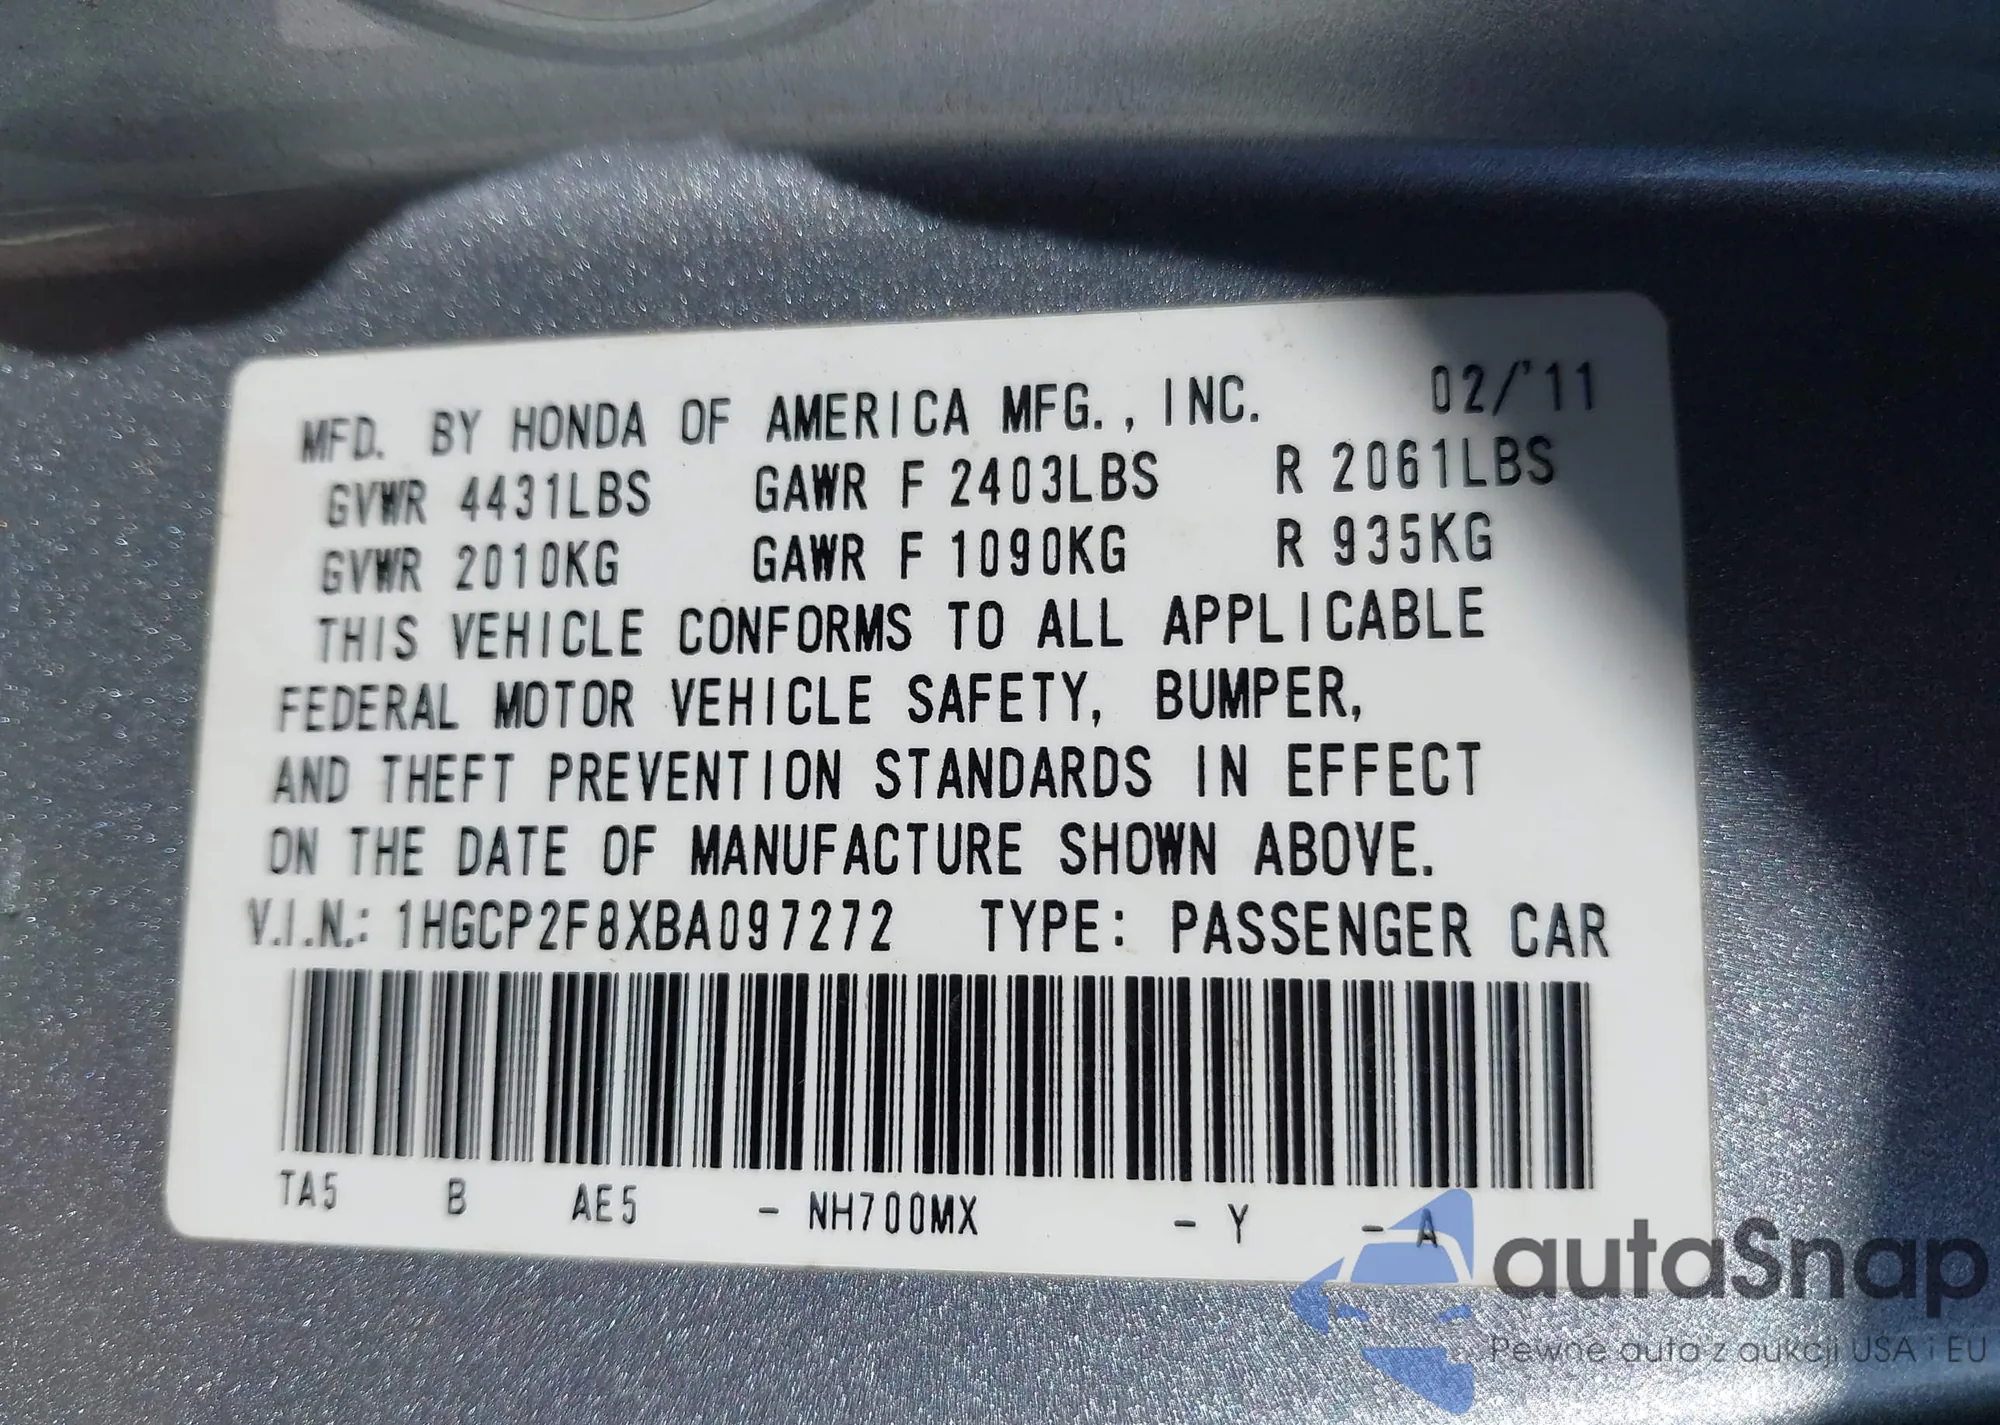 MFD. BY HONDA OF AMERICA MFG., INC. 02/'11
GVWR 4431LBS GAWR F 2403LBS R 2061LBS
GVWR 2010KG GAWR F 1090KG R 935KG
THIS VEHICLE CONFORMS TO ALL APPLICABLE
FEDERAL MOTOR VEHICLE SAFETY, BUMPER,
AND THEFT PREVENTION STANDARDS IN EFFECT
ON THE DATE OF MANUFACTURE SHOWN ABOVE.
V.I.N.: 1HGCP2F8XBA097272 TYPE: PASSENGER CAR
TA5 B AE5 - NH700MX - Y - A
autaSnap
Pewne auta z aukcji USA i EU